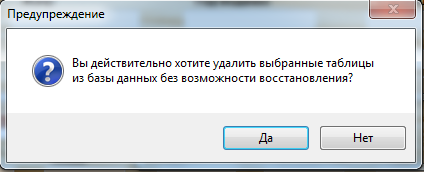 Предупреждение
Вы действительно хотите удалить выбранные таблицы
из базы данных без возможности восстановления?
Да
Нет